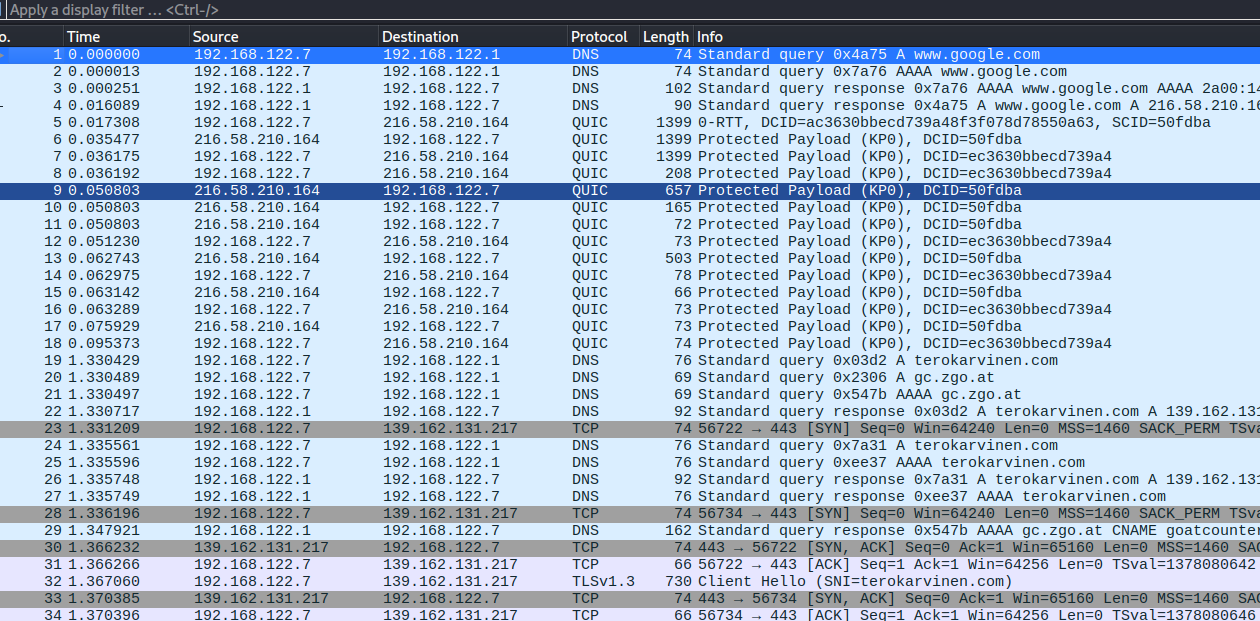 Apply a display filter … <Ctrl-/>
o. Time Source Destination Protocol Length Info
1 0.000000 192.168.122.7 192.168.122.1 DNS 74 Standard query 0x4a75 A www.google.com
2 0.000013 192.168.122.7 192.168.122.1 DNS 74 Standard query 0x7a76 AAAA www.google.com
3 0.000251 192.168.122.1 192.168.122.7 DNS 102 Standard query response 0x7a76 AAAA www.google.com AAAA 2a00:14
4 0.016089 192.168.122.1 192.168.122.7 DNS 90 Standard query response 0x4a75 A www.google.com A 216.58.210.16
5 0.017308 192.168.122.7 216.58.210.164 QUIC 1399 0-RTT, DCID=ac3630bbecd739a48f3f078d78550a63, SCID=50fdba
6 0.035477 216.58.210.164 192.168.122.7 QUIC 1399 Protected Payload (KP0), DCID=50fdba
7 0.036175 192.168.122.7 216.58.210.164 QUIC 1399 Protected Payload (KP0), DCID=ec3630bbecd739a4
8 0.036192 192.168.122.7 216.58.210.164 QUIC 208 Protected Payload (KP0), DCID=ec3630bbecd739a4
9 0.050803 216.58.210.164 192.168.122.7 QUIC 657 Protected Payload (KP0), DCID=50fdba
10 0.050803 216.58.210.164 192.168.122.7 QUIC 165 Protected Payload (KP0), DCID=50fdba
11 0.050803 216.58.210.164 192.168.122.7 QUIC 72 Protected Payload (KP0), DCID=50fdba
12 0.051230 192.168.122.7 216.58.210.164 QUIC 73 Protected Payload (KP0), DCID=ec3630bbecd739a4
13 0.062743 216.58.210.164 192.168.122.7 QUIC 503 Protected Payload (KP0), DCID=50fdba
14 0.062975 192.168.122.7 216.58.210.164 QUIC 78 Protected Payload (KP0), DCID=ec3630bbecd739a4
15 0.063142 216.58.210.164 192.168.122.7 QUIC 66 Protected Payload (KP0), DCID=50fdba
16 0.063289 192.168.122.7 216.58.210.164 QUIC 73 Protected Payload (KP0), DCID=ec3630bbecd739a4
17 0.075929 216.58.210.164 192.168.122.7 QUIC 73 Protected Payload (KP0), DCID=50fdba
18 0.095373 192.168.122.7 216.58.210.164 QUIC 74 Protected Payload (KP0), DCID=ec3630bbecd739a4
19 1.330429 192.168.122.7 192.168.122.1 DNS 76 Standard query 0x03d2 A terokarvinen.com
20 1.330489 192.168.122.7 192.168.122.1 DNS 69 Standard query 0x2306 A gc.zgo.at
21 1.330497 192.168.122.7 192.168.122.1 DNS 69 Standard query 0x547b AAAA gc.zgo.at
22 1.330717 192.168.122.1 192.168.122.7 DNS 92 Standard query response 0x03d2 A terokarvinen.com A 139.162.131
23 1.331209 192.168.122.7 139.162.131.217 TCP 74 56722 → 443 [SYN] Seq=0 Win=64240 Len=0 MSS=1460 SACK_PERM TSva
24 1.335561 192.168.122.7 192.168.122.1 DNS 76 Standard query 0x7a31 A terokarvinen.com
25 1.335596 192.168.122.7 192.168.122.1 DNS 76 Standard query 0xee37 AAAA terokarvinen.com
26 1.335748 192.168.122.1 192.168.122.7 DNS 92 Standard query response 0x7a31 A terokarvinen.com A 139.162.131
27 1.335749 192.168.122.1 192.168.122.7 DNS 76 Standard query response 0xee37 AAAA terokarvinen.com
28 1.336196 192.168.122.7 139.162.131.217 TCP 74 56734 → 443 [SYN] Seq=0 Win=64240 Len=0 MSS=1460 SACK_PERM TSva
29 1.347921 192.168.122.1 192.168.122.7 DNS 162 Standard query response 0x547b AAAA gc.zgo.at CNAME goatcounter
30 1.366232 139.162.131.217 192.168.122.7 TCP 74 443 → 56722 [SYN, ACK] Seq=0 Ack=1 Win=65160 Len=0 MSS=1460 SAC
31 1.366266 192.168.122.7 139.162.131.217 TCP 66 56722 → 443 [ACK] Seq=1 Ack=1 Win=64256 Len=0 TSval=1378080642
32 1.367060 192.168.122.7 139.162.131.217 TLSv1.3 730 Client Hello (SNI=terokarvinen.com)
33 1.370385 139.162.131.217 192.168.122.7 TCP 74 443 → 56734 [SYN, ACK] Seq=0 Ack=1 Win=65160 Len=0 MSS=1460 SAC
34 1.370396 192.168.122.7 139.162.131.217 TCP 66 56734 → 443 [ACK] Seq=1 Ack=1 Win=64256 Len=0 TSval=1378080646